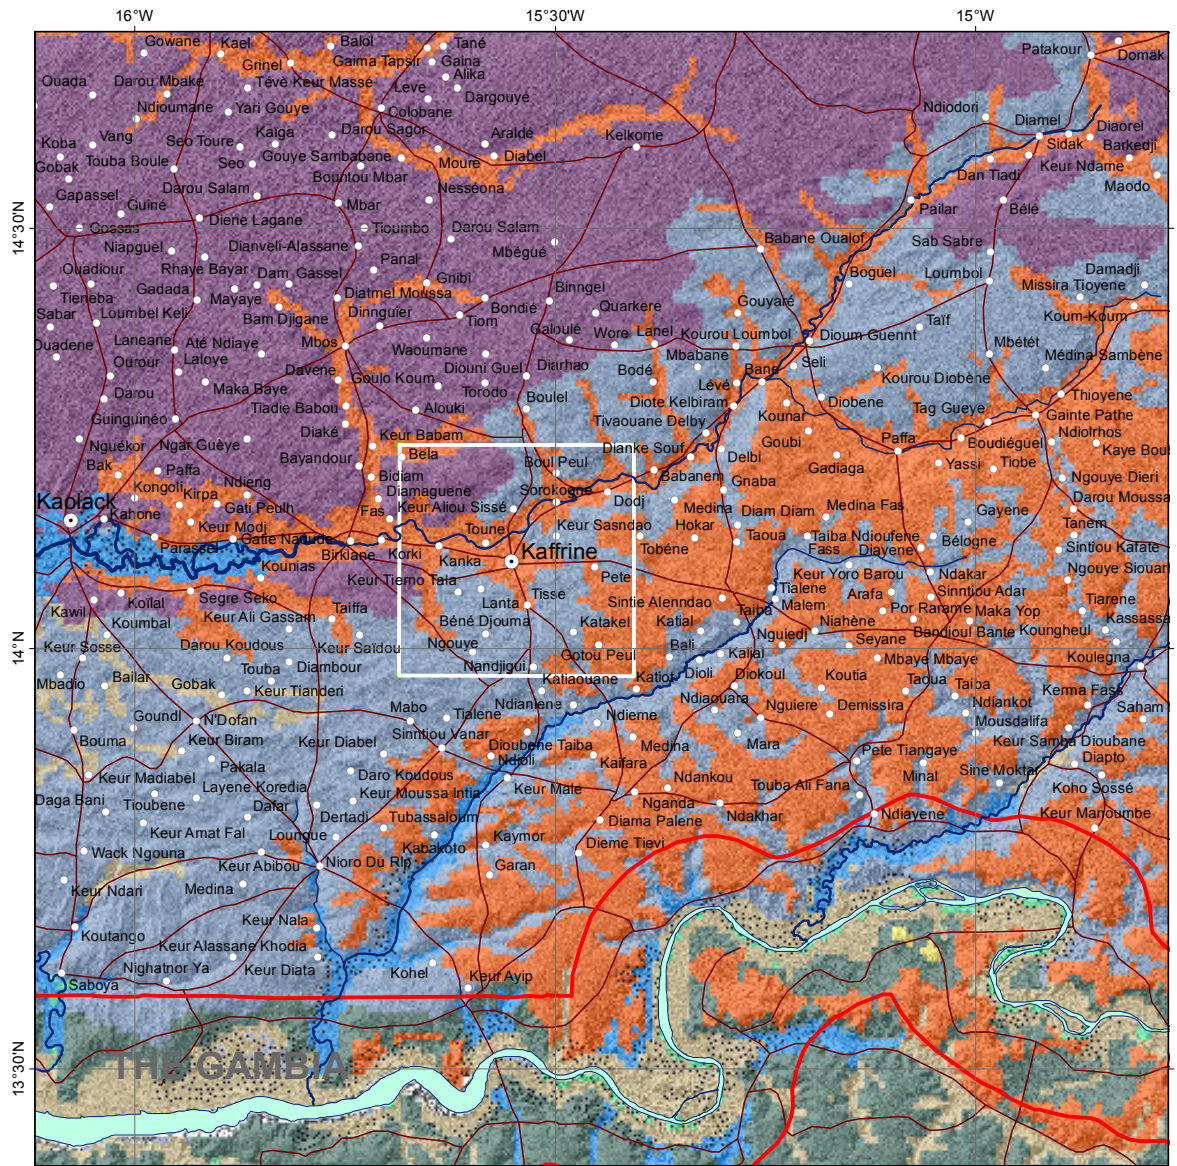 16°W
15°30'W
15°W
Gowane
Kael
Balol
Tané
Patakour
Domak
Grinel
Gaima Tapsir
Gaina
Ouada
Darou Mbake
Tévè Keur Massé
Leve
Alika
Dargouyé
Ndioumane
Yari Gouye
Colobane
Ndiodori
Vang
Kaïga
Darou Sagor
Araldé
Kelkome
Diamel
Diaorel
Koba
Seo Toure
Sidak
Barkedji
Gobak
Touba Boule
Seo
Gouye Sambabane
Moure
Diabel
Keur Ndame
Bountou Mbar
Dan Tiadi
Maodo
Gapassel
Darou Salam
Nesséona
Guiné
Mbar
Pailar
Bélé
14°30'N
Gossas
Diene Lagane
Tioumbo
Darou Salam
Niapguel
Dianveli-Alassane
Mbégué
Babane Oualof
Sab Sabre
Ouadiour
Rhaye Bayar
Dam Gassel
Panal
Gnibi
Boguel
Loumbol
Damadji
Tieneba
Gadada
Mayaye
Diatmel Moussa
Binngel
Missira Tioyene
Sabar
Loumbel Keli
Bam Djigane
Dinnguier
Bondié
Quarkere
Gouyaré
Koum-Koum
Tiom
Taïf
Ouadene
Laneane
Até Ndiaye
Mbos
Waoumane
Galoulé
Wore
Lanel
Kourou Loumbol
Dioum Guennt
Mbétét
Ourour
Laloye
Davene
Diouni Guel
Diarhao
Mbabane
Seli
Médina Sambène
Darou
Maka Baye
Goulo Koum
Torodo
Bodé
Lévé
Bane
Kourou Diobène
Thioyene
Guinguinéo
Tiadie Babou
Alouki
Boulel
Diote Kelbiram
Diobene
Tag Gueye
Gainte Pathe
Diaké
Keur Babam
Tivaouane Delby
Kounar
Nguékor
Ngar Guèye
Bela
Dianke Souf
Goubi
Paffa
Boudiéguel
Ndiolrhos
Kaye Bouba
Bak
Paffa
Bayandour
Boul Peul
Delbi
Gadiaga
Yassi
Tiobe
Kongoli
Kirpa
Ndieng
Bidjam
Diamaguene
Sorokogne
Babanem
Gnaba
Ngouye Dieri
Kaolack
Kahone
Gati Peulh
Fas
Keur Aliou Sissé
Dodj
Medina
Diam Diam
Medina Fas
Gayene
Darou Moussa
Keur Modj
Toune
Keur Sasndao
Hokar
Tanem
Parassel
Gafie Nadude
Birklane
Korki
Kaffrine
Tobéne
Taoua
Taiba Ndioufene
Bélogne
Sintiou Kafate
Kounias
Kanka
Fass
Diayene
Keur Tierno Tala
Pete
Keur Yoro Barou
Ndakar
Ngouye Siouar
Koïlal
Segre Seko
Tisse
Tialene
Arafa
Sinntiou Adar
Kawil
Koumbal
Keur Ali Gassam
Taiffa
Lanta
Sintie Alenndao
Malem
Por Rarame
Maka Yop
Tiarene
Béné Djouma
Katakel
Katial
Taiba
Niahène
Bandioul Bante
Koungheul
Kassassa
14°N
Keur Sosse
Darou Koudous
Keur Saïdou
Ngouye
Nguiedj
Seyane
Gotou Peul
Bali
Kalial
Mbaye Mbaye
Koulegna
Mbadio
Bailar
Touba
Diambour
Nandjigui
Katiaouane
Katiot
Dioli
Diokoul
Koutia
Taoua
Taiba
Gobak
Keur Tianderi
Kerma Fass
Goundl
N'Dofan
Mabo
Tialene
Ndianlene
Ndieme
Ndiaouara
Nguiere
Demissira
Ndiankot
Saham
Bouma
Keur Biram
Keur Diabel
Sinntiou Vanar
Mousdalifa
Dioubene Taiba
Medina
Mara
Keur Samba Dioubane
Pakala
Ndioli
Kaifara
Pete Tiangaye
Diapto
Keur Madiabel
Daro Koudous
Ndankou
Minal
Sine Moktar
Layene Koredia
Keur Moussa Intia
Keur Male
Touba Ali Fana
Koho Sossé
Daga Bani
Tioubene
Dafar
Nganda
Dertadi
Tubassaloum
Diama Palene
Ndakhar
Ndiayene
Keur Manoumbe
Keur Amat Fal
Loungue
Kaymor
Wack Ngouna
Kabakoto
Dieme Tievi
Keur Abibou
Nioro Du Rip
Garan
Keur Ndari
Medina
Keur Nala
Koutango
Keur Alassane Khodia
Nighatnor Ya
Keur Diata
Kohel
Keur Ayip
Saboya
THE GAMBIA
13°30'N